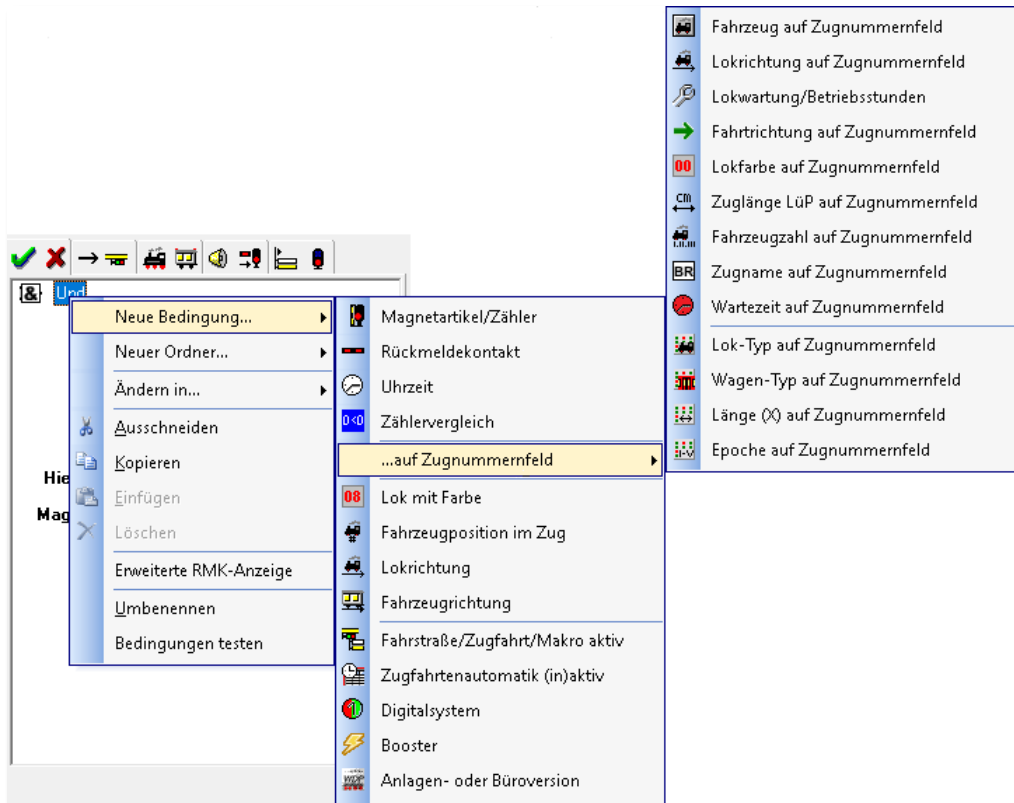 Und
Neue Bedingung...
Neuer Ordner...
Ändern in...
Ausschneiden
Kopieren
Einfügen
Löschen
Erweiterte RMK-Anzeige
Umbenennen
Bedingungen testen
Hie
Mag
Magnetartikel/Zähler
Rückmeldekontakt
Uhrzeit
0<0 Zählervergleich
...auf Zugnummernfeld
08 Lok mit Farbe
Fahrzeugposition im Zug
Lokrichtung
Fahrzeugrichtung
Fahrstraße/Zugfahrt/Makro aktiv
Zugfahrtenautomatik (in)aktiv
Digitalsystem
Booster
WDP Anlagen- oder Büroversion
Fahrzeug auf Zugnummernfeld
Lokrichtung auf Zugnummernfeld
Lokwartung/Betriebsstunden
Fahrtrichtung auf Zugnummernfeld
00 Lokfarbe auf Zugnummernfeld
cm Zuglänge LüP auf Zugnummernfeld
I.II.III Fahrzeugzahl auf Zugnummernfeld
BR Zugname auf Zugnummernfeld
Wartezeit auf Zugnummernfeld
Lok-Typ auf Zugnummernfeld
Wagen-Typ auf Zugnummernfeld
Länge (X) auf Zugnummernfeld
II-V Epoche auf Zugnummernfeld